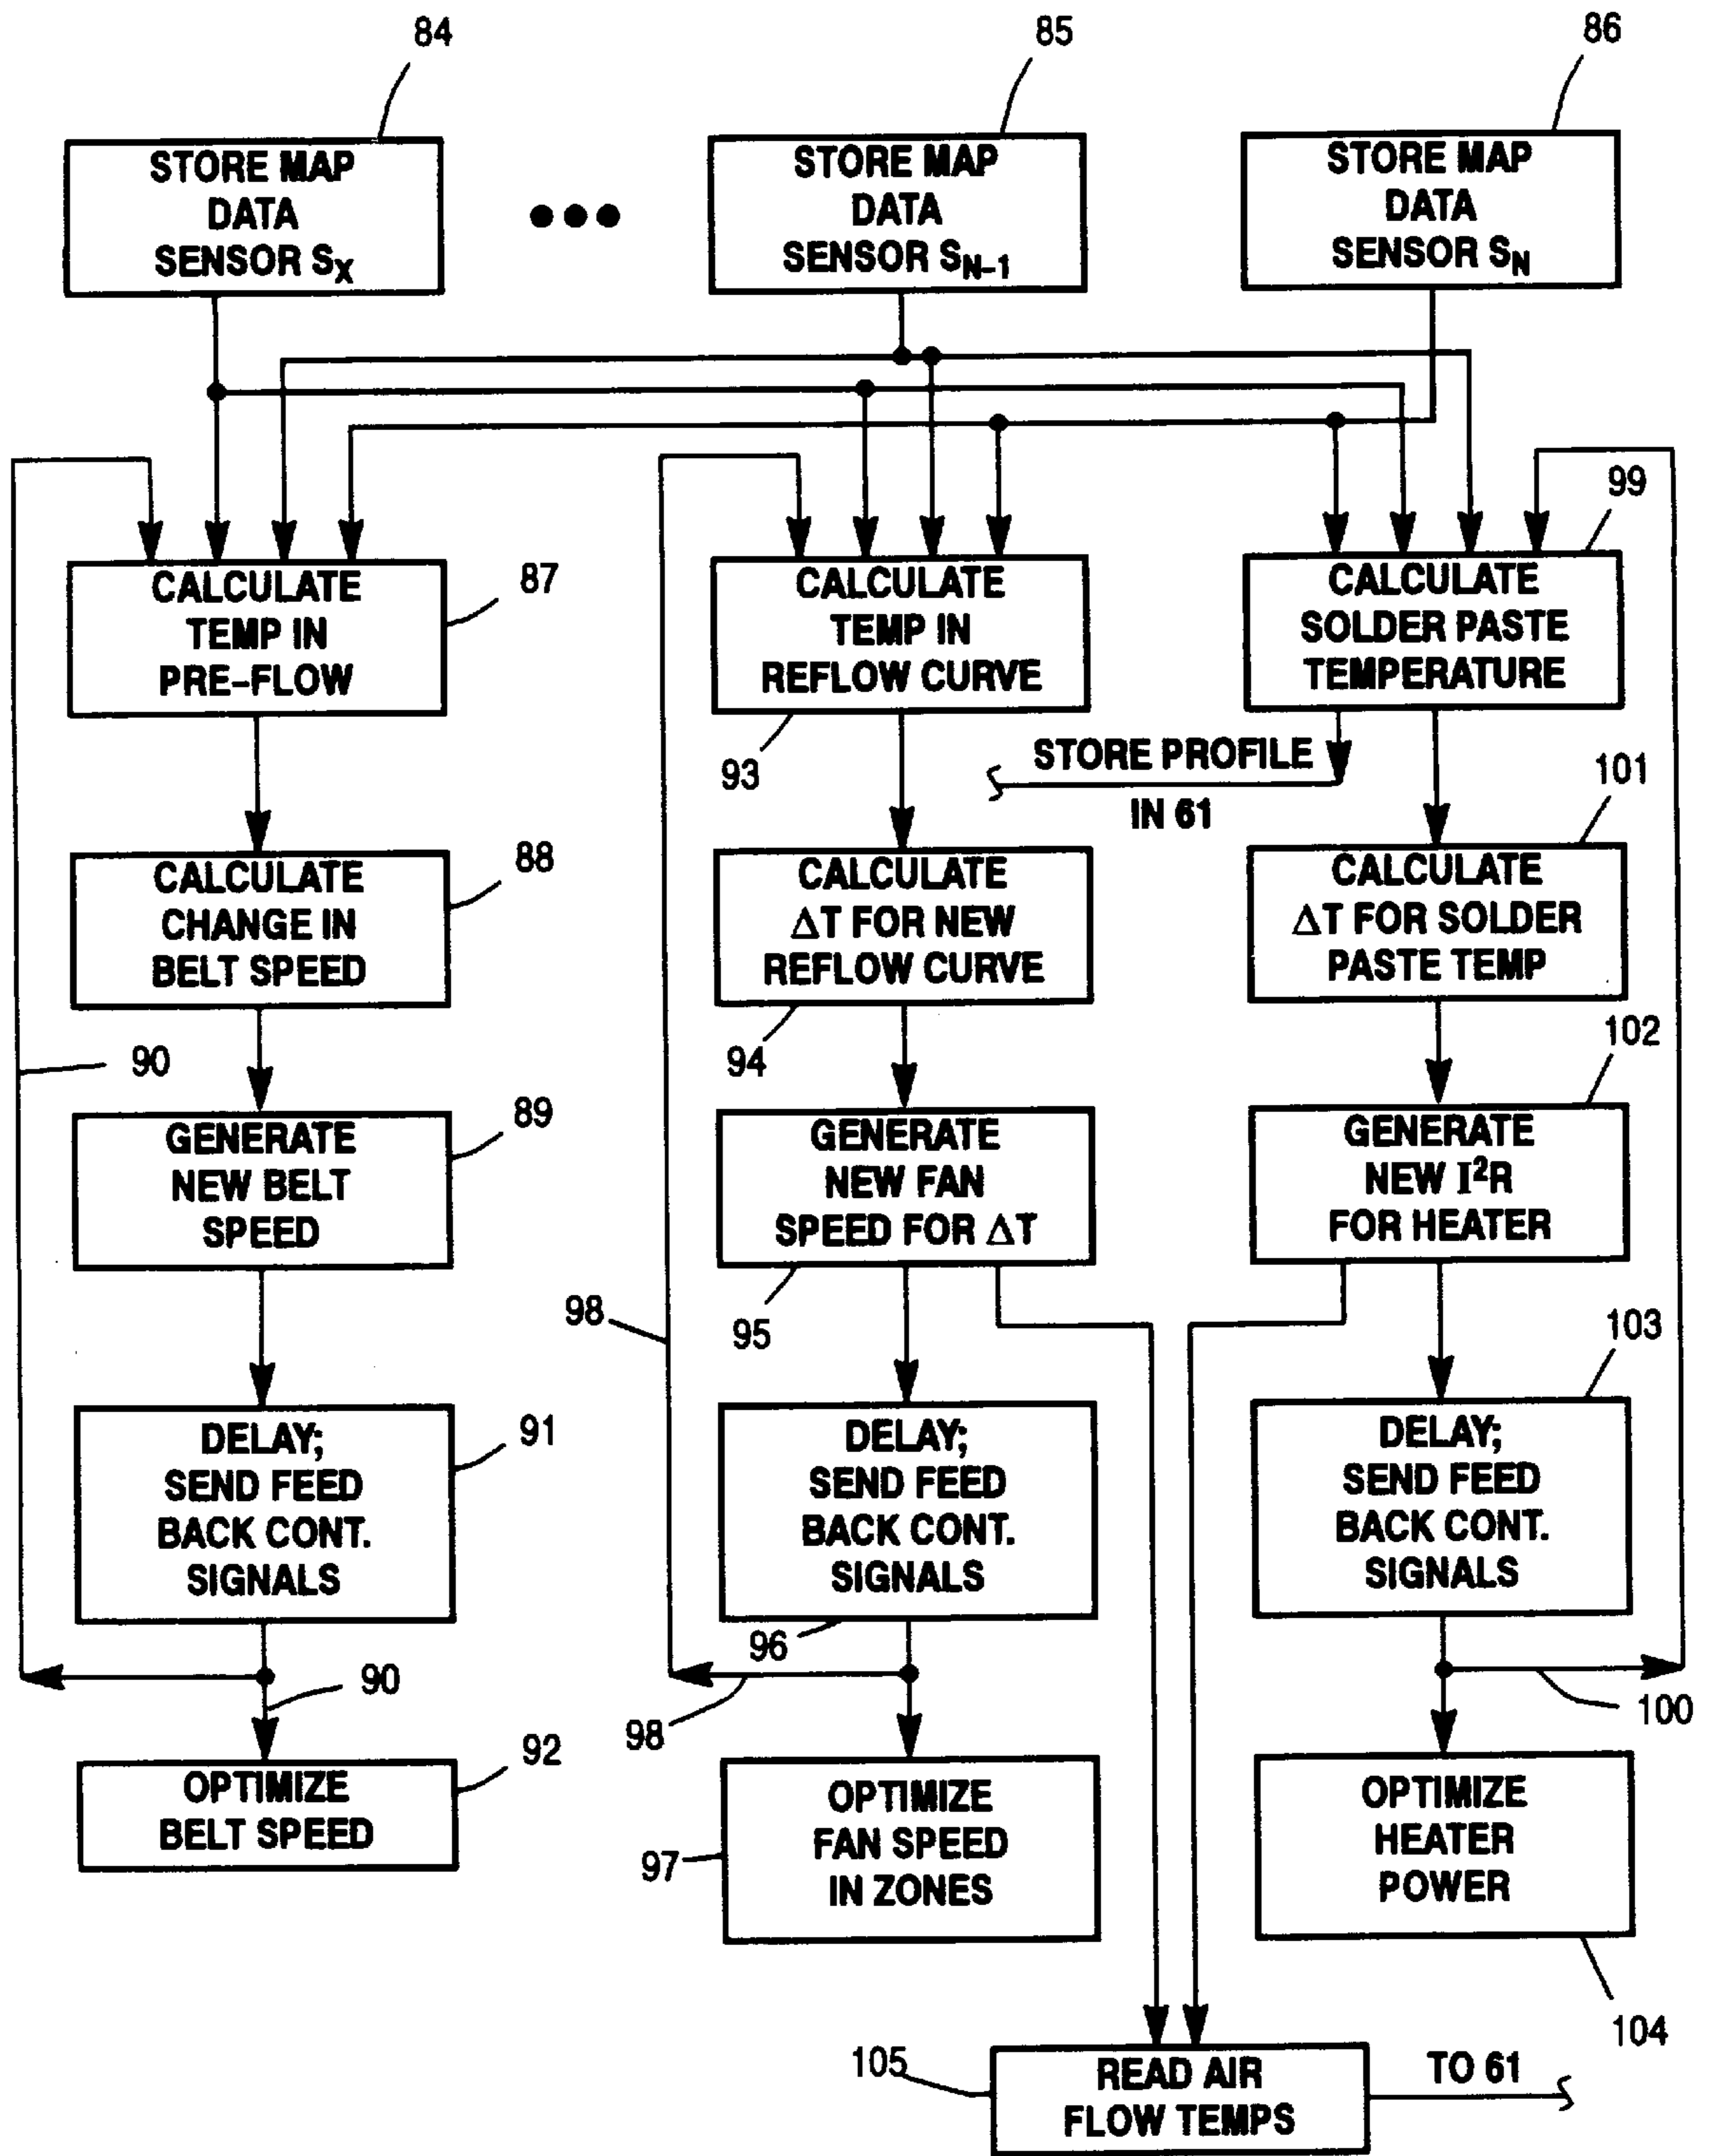 84
85
86
STORE MAP
DATA
SENSOR SX
STORE MAP
DATA
SENSOR SN–1
STORE MAP
DATA
SENSOR SN
99
CALCULATE
TEMP IN
PRE–FLOW
87
CALCULATE
TEMP IN
REFLOW CURVE
93
CALCULATE
SOLDER PASTE
TEMPERATURE
STORE PROFILE
IN 61
101
CALCULATE
CHANGE IN
BELT SPEED
88
CALCULATE
ΔT FOR NEW
REFLOW CURVE
94
CALCULATE
ΔT FOR SOLDER
PASTE TEMP
90
102
GENERATE
NEW BELT
SPEED
89
GENERATE
NEW FAN
SPEED FOR ΔT
95
GENERATE
NEW I²R
FOR HEATER
98
103
DELAY;
SEND FEED
BACK CONT.
SIGNALS
91
DELAY;
SEND FEED
BACK CONT.
SIGNALS
96
DELAY;
SEND FEED
BACK CONT.
SIGNALS
90
98
100
OPTIMIZE
BELT SPEED
92
OPTIMIZE
FAN SPEED
IN ZONES
97
OPTIMIZE
HEATER
POWER
104
105
READ AIR
FLOW TEMPS
TO 61